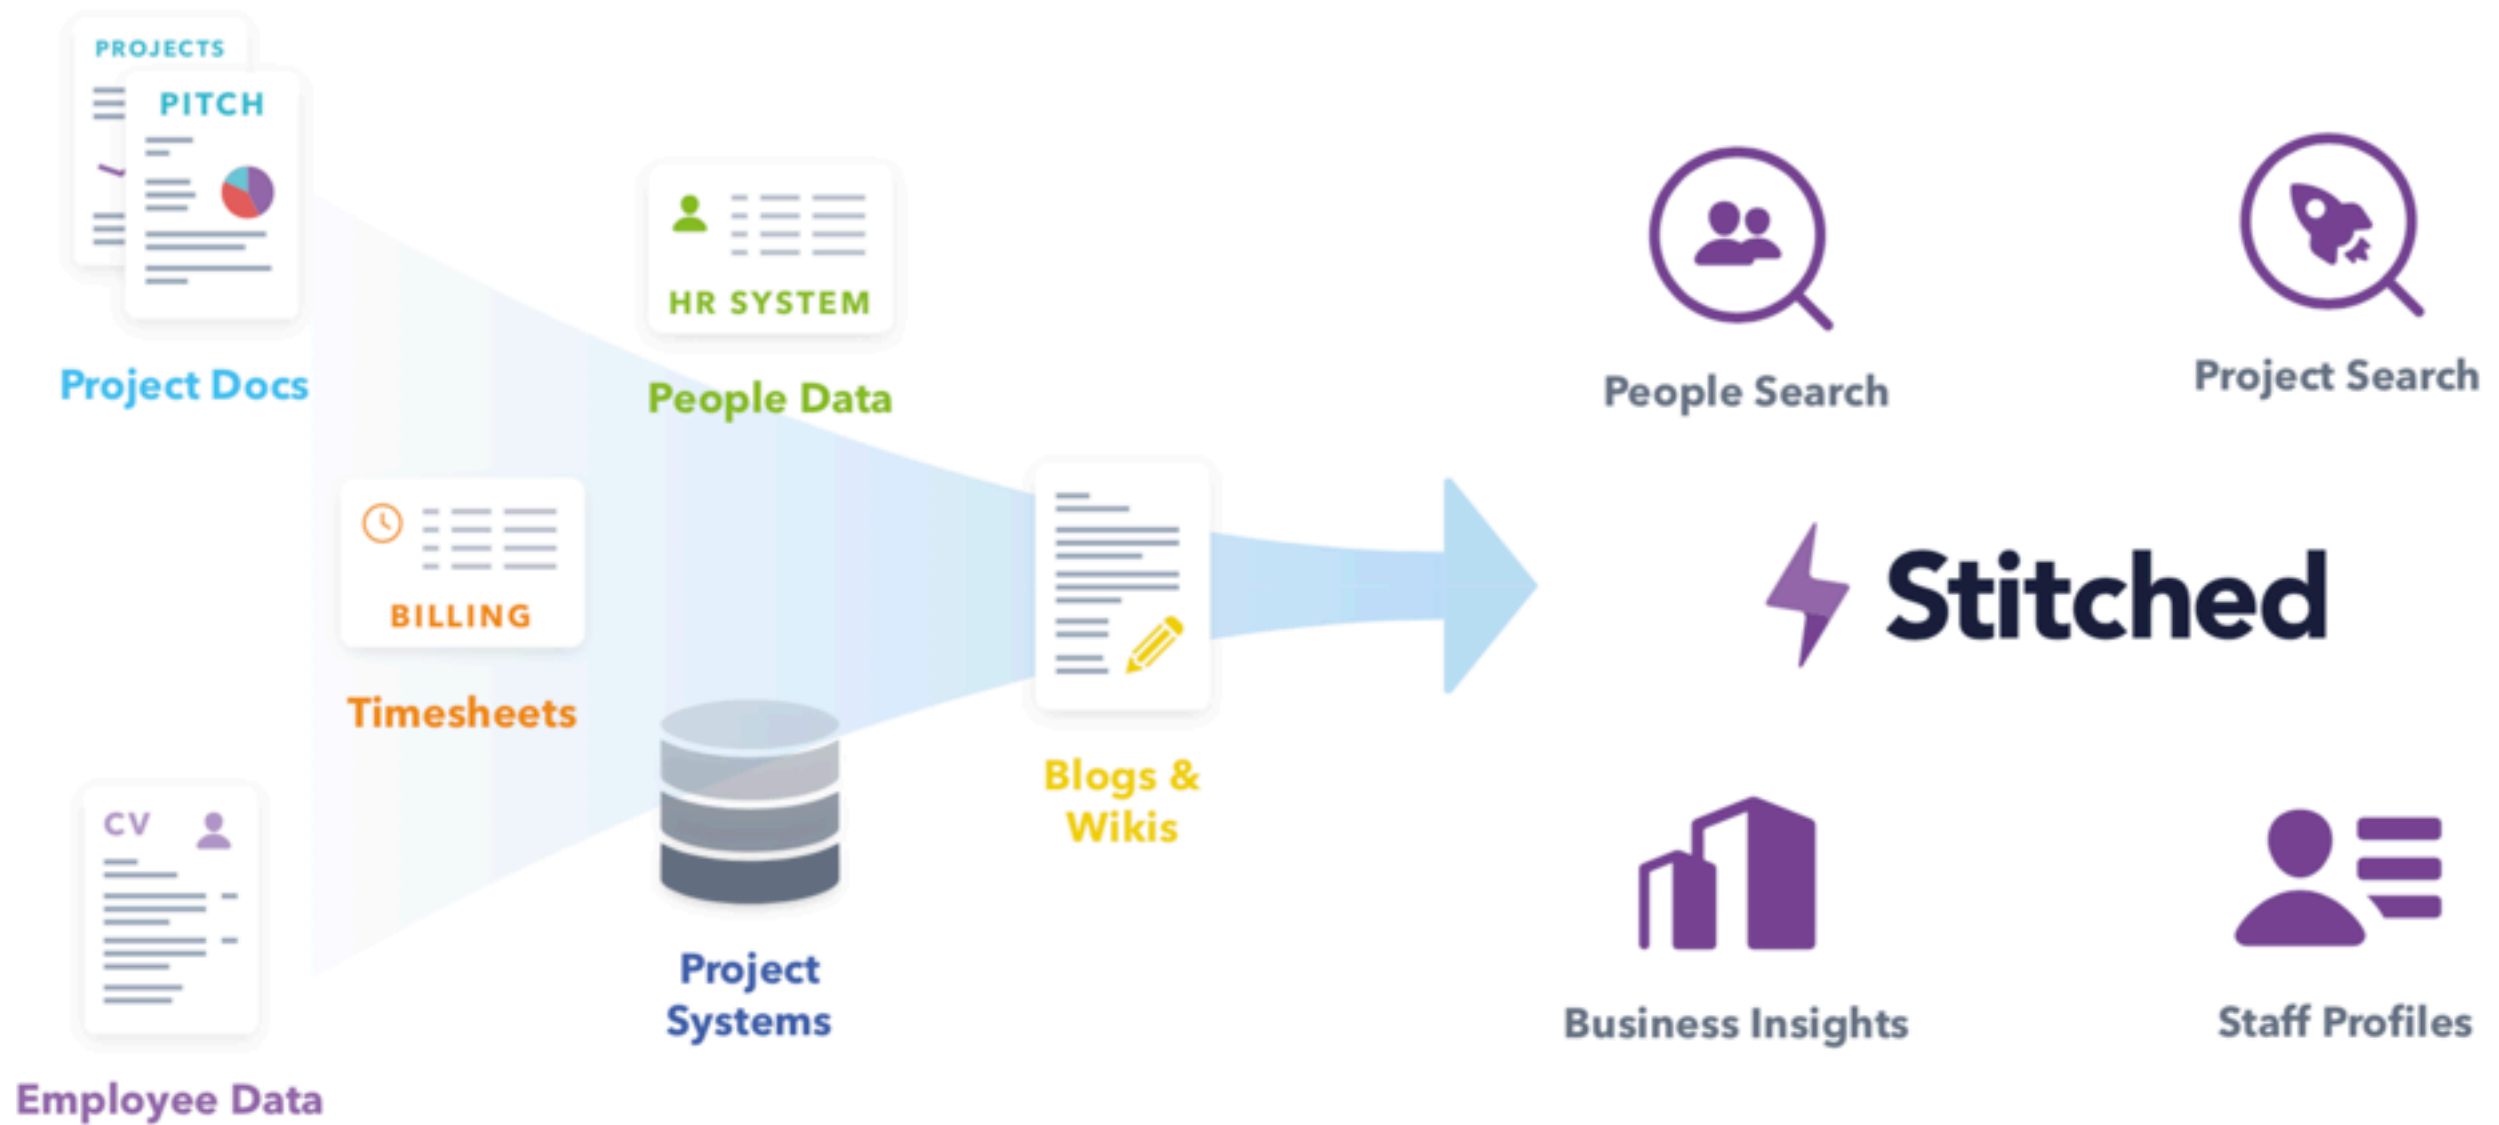 PROJECTS
PITCH
Project Docs
HR SYSTEM
People Data
BILLING
Timesheets
CV
Employee Data
Project
Systems
Blogs &
Wikis
People Search
Project Search
Stitched
Business Insights
Staff Profiles